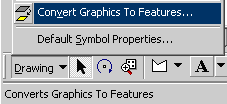 Convert Graphics To Features...
Default Symbol Properties...
Drawing
A
Converts Graphics To Features